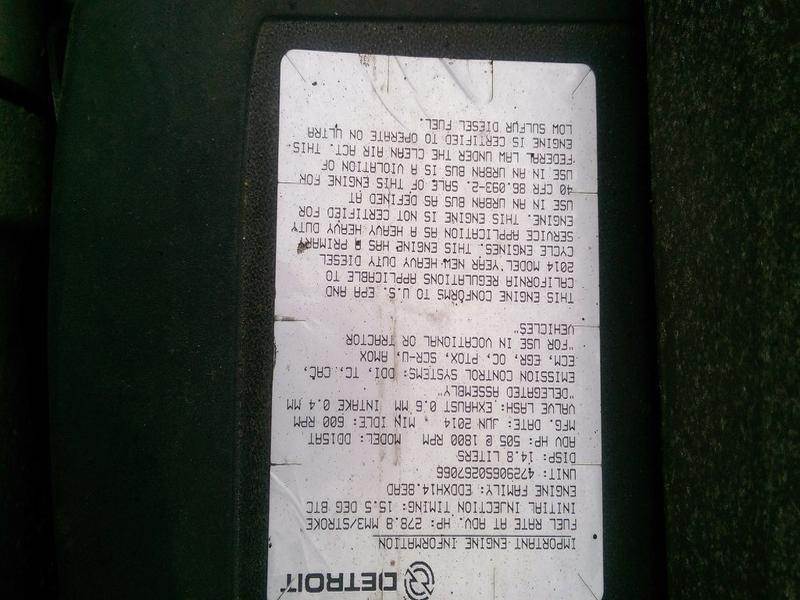 DETROIT
IMPORTANT ENGINE INFORMATION
FUEL RATE AT ADV. HP: 278.8 MM3/STROKE
INITIAL INJECTION TIMING: 15.5 DEG BTC
ENGINE FAMILY: EDDXH14.8EAD
UNIT: 472906S0267066
DISP: 14.8 LITERS
ADV HP: 505 @ 1800 RPM MODEL: DD15AT
MFG. DATE: JUN 2014 MIN IDLE: 600 RPM
VALVE LASH: EXHAUST 0.6 MM INTAKE 0.4 MM
"DELEGATED ASSEMBLY"
EMISSION CONTROL SYSTEMS: DDI, TC, CAC,
ECM, EGR, OC, PTOX, SCR-U, AMOX
"FOR USE IN VOCATIONAL OR TRACTOR
VEHICLES"
THIS ENGINE CONFORMS TO U.S. EPA AND
CALIFORNIA REGULATIONS APPLICABLE TO
2014 MODEL YEAR NEW HEAVY DUTY DIESEL
CYCLE ENGINES. THIS ENGINE HAS A PRIMARY
SERVICE APPLICATION AS A HEAVY HEAVY DUTY
ENGINE. THIS ENGINE IS NOT CERTIFIED FOR
USE IN AN URBAN BUS AS DEFINED AT
40 CFR 86.093-2. SALE OF THIS ENGINE FOR
USE IN AN URBAN BUS IS A VIOLATION OF
FEDERAL LAW UNDER THE CLEAN AIR ACT. THIS
ENGINE IS CERTIFIED TO OPERATE ON ULTRA
LOW SULFUR DIESEL FUEL.